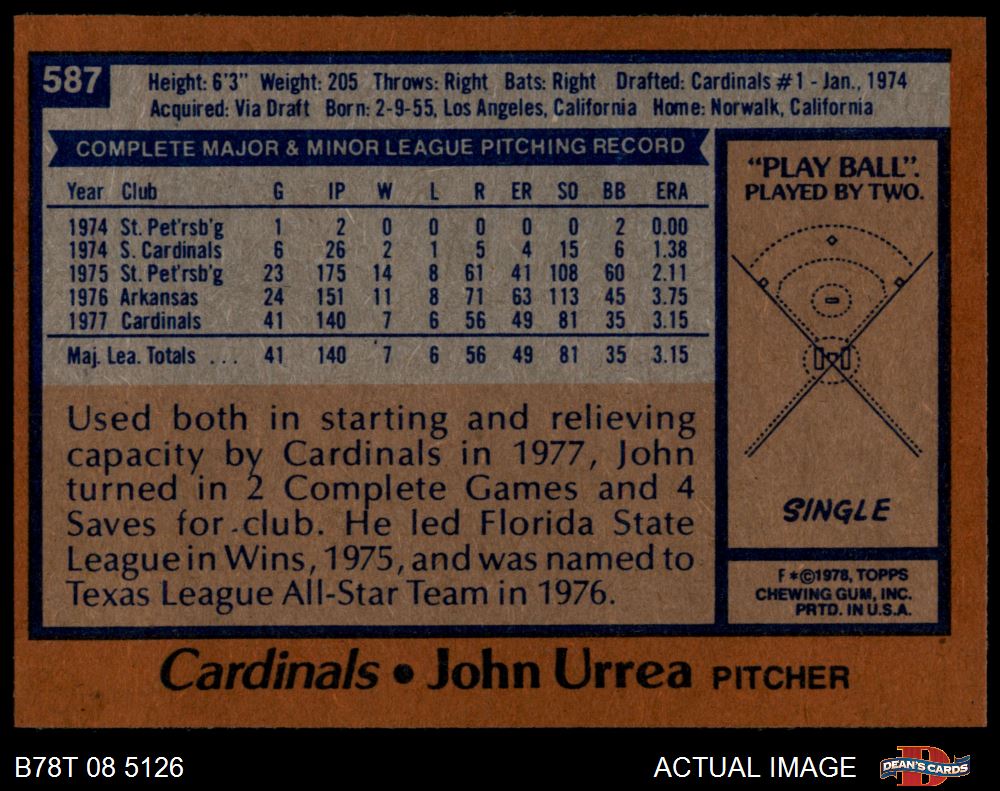 587
Height: 6'3" Weight: 205 Throws: Right Bats: Right Drafted: Cardinals #1 - Jan., 1974
Acquired: Via Draft Born: 2-9-55, Los Angeles, California Home: Norwalk, California
COMPLETE MAJOR & MINOR LEAGUE PITCHING RECORD
Year Club G IP W L R ER SO BB ERA
1974 St. Pet'rsb'g 1 2 0 0 0 0 0 2 0.00
1974 S. Cardinals 6 26 2 1 5 4 15 6 1.38
1975 St. Pet'rsb'g 23 175 14 8 61 41 108 60 2.11
1976 Arkansas 24 151 11 8 71 63 113 45 3.75
1977 Cardinals 41 140 7 6 56 49 81 35 3.15
Maj. Lea. Totals ... 41 140 7 6 56 49 81 35 3.15
Used both in starting and relieving
capacity by Cardinals in 1977, John
turned in 2 Complete Games and 4
Saves for club. He led Florida State
League in Wins, 1975, and was named to
Texas League All-Star Team in 1976.
"PLAY BALL".
PLAYED BY TWO.
SINGLE
F*©1978, TOPPS
CHEWING GUM, INC.
PRTD. IN U.S.A.
Cardinals • John Urrea PITCHER
B78T 08 5126
ACTUAL IMAGE
D
DEAN'S CARDS